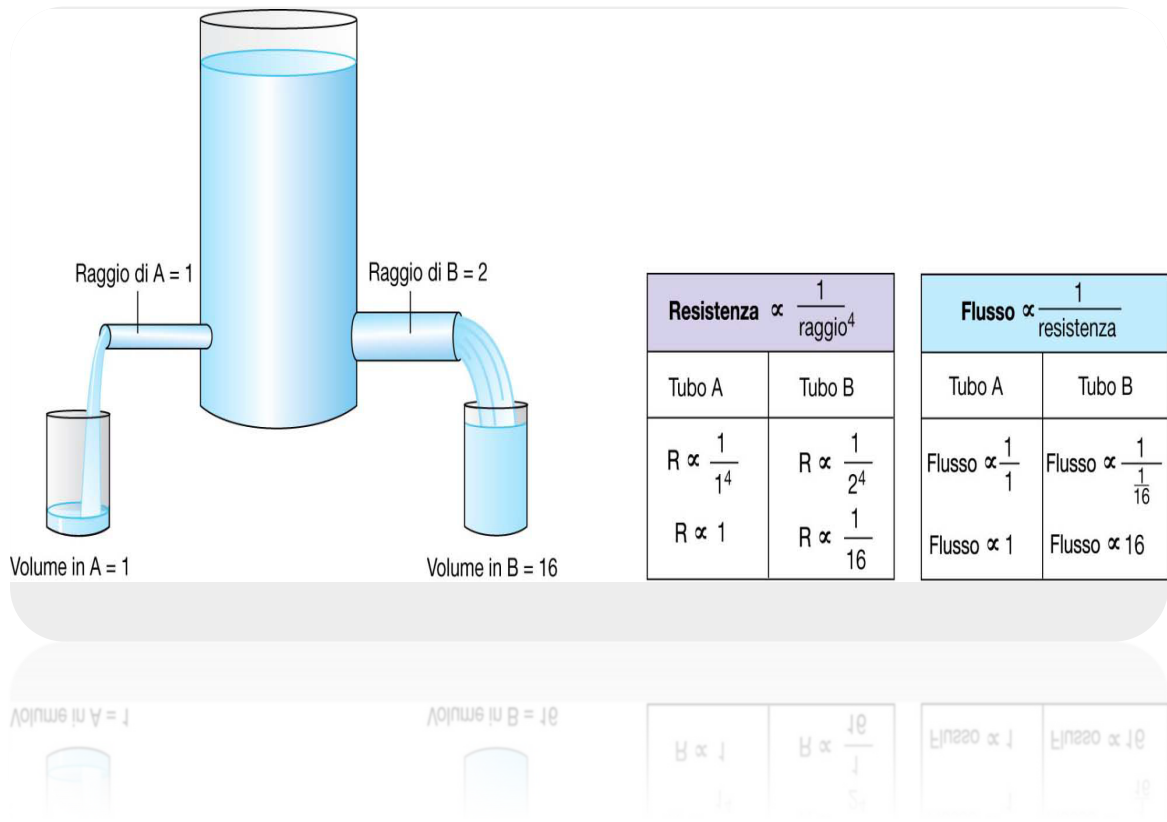 Raggio di A = 1
Raggio di B = 2
Volume in A = 1
Volume in B = 16
Resistenza ∝ 1/raggio⁴
Tubo A Tubo B
R ∝ 1/1⁴ R ∝ 1/2⁴
R ∝ 1 R ∝ 1/16
Flusso ∝ 1/resistenza
Tubo A Tubo B
Flusso ∝ 1/1 Flusso ∝ 1/(1/16)
Flusso ∝ 1 Flusso ∝ 16